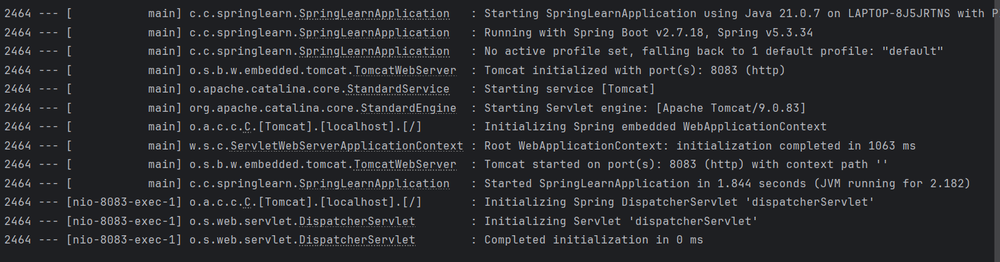 2464 --- [           main] c.c.springlearn.SpringLearnApplication   : Starting SpringLearnApplication using Java 21.0.7 on LAPTOP-8J5JRTNS with
2464 --- [           main] c.c.springlearn.SpringLearnApplication   : Running with Spring Boot v2.7.18, Spring v5.3.34
2464 --- [           main] c.c.springlearn.SpringLearnApplication   : No active profile set, falling back to 1 default profile: "default"
2464 --- [           main] o.s.b.w.embedded.tomcat.TomcatWebServer  : Tomcat initialized with port(s): 8083 (http)
2464 --- [           main] o.apache.catalina.core.StandardService   : Starting service [Tomcat]
2464 --- [           main] org.apache.catalina.core.StandardEngine  : Starting Servlet engine: [Apache Tomcat/9.0.83]
2464 --- [           main] o.a.c.c.C.[Tomcat].[localhost].[/]       : Initializing Spring embedded WebApplicationContext
2464 --- [           main] w.s.c.ServletWebServerApplicationContext : Root WebApplicationContext: initialization completed in 1063 ms
2464 --- [           main] o.s.b.w.embedded.tomcat.TomcatWebServer  : Tomcat started on port(s): 8083 (http) with context path ''
2464 --- [           main] c.c.springlearn.SpringLearnApplication   : Started SpringLearnApplication in 1.844 seconds (JVM running for 2.182)
2464 --- [nio-8083-exec-1] o.a.c.c.C.[Tomcat].[localhost].[/]       : Initializing Spring DispatcherServlet 'dispatcherServlet'
2464 --- [nio-8083-exec-1] o.s.web.servlet.DispatcherServlet        : Initializing Servlet 'dispatcherServlet'
2464 --- [nio-8083-exec-1] o.s.web.servlet.DispatcherServlet        : Completed initialization in 0 ms